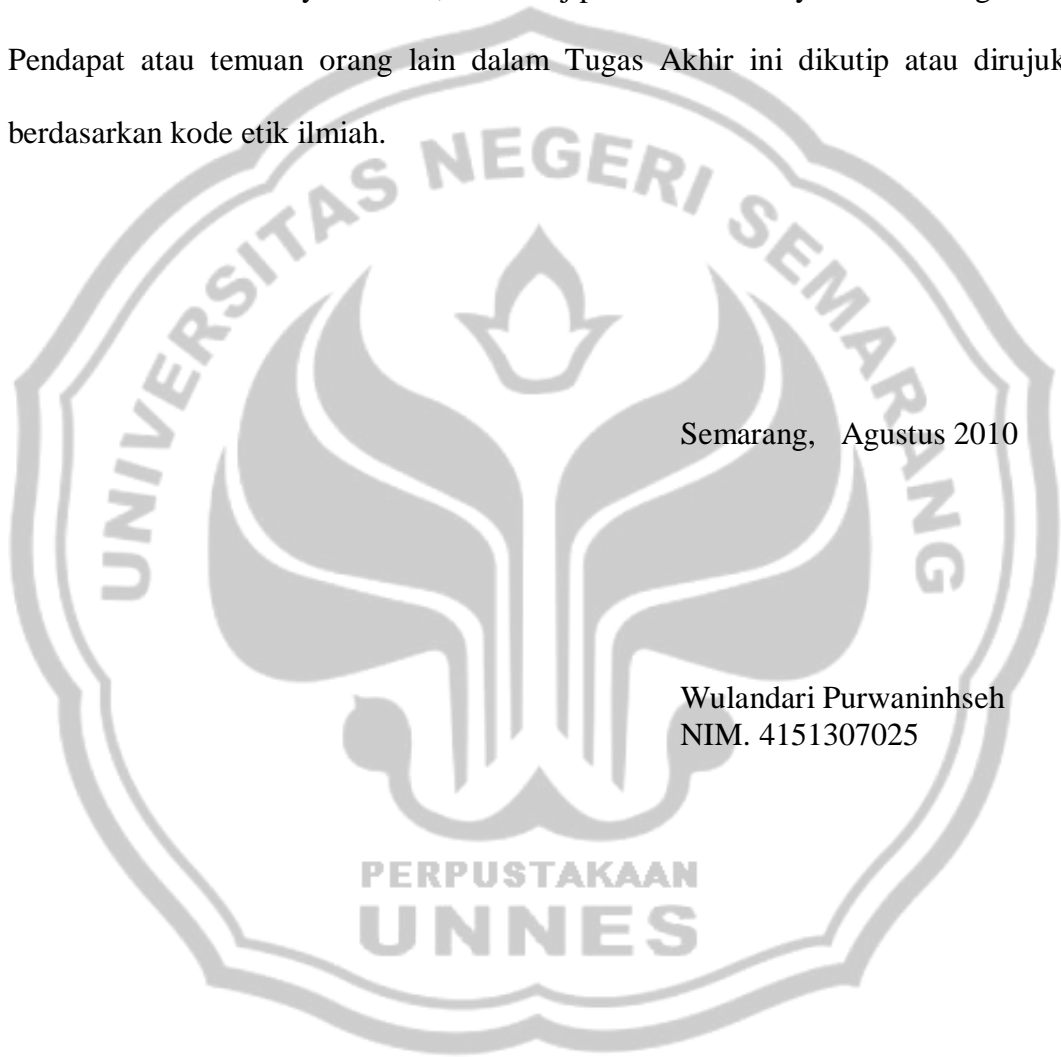 Pendapat atau temuan orang lain dalam Tugas Akhir ini dikutip atau dirujuk
berdasarkan kode etik ilmiah.
UNIVERSITAS NEGERI SEMARANG
Semarang, Agustus 2010
Wulandari Purwaninhseh
NIM. 4151307025
PERPUSTAKAAN
UNNES